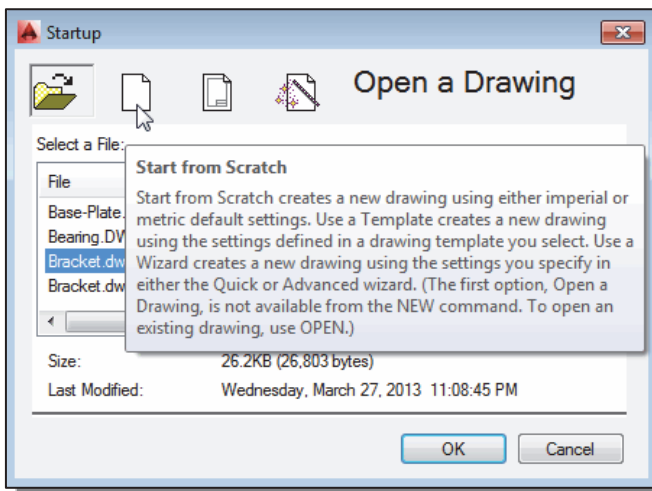 Startup
Open a Drawing
Select a File:
File
Start from Scratch
Start from Scratch creates a new drawing using either imperial or
metric default settings. Use a Template creates a new drawing
using the settings defined in a drawing template you select. Use a
Wizard creates a new drawing using the settings you specify in
either the Quick or Advanced wizard. (The first option, Open a
Drawing, is not available from the NEW command. To open an
existing drawing, use OPEN.)
Base-Plate.
Bearing.DW
Bracket.dw
Bracket.dw
Size: 26.2KB (26,803 bytes)
Last Modified: Wednesday, March 27, 2013 11:08:45 PM
OK Cancel